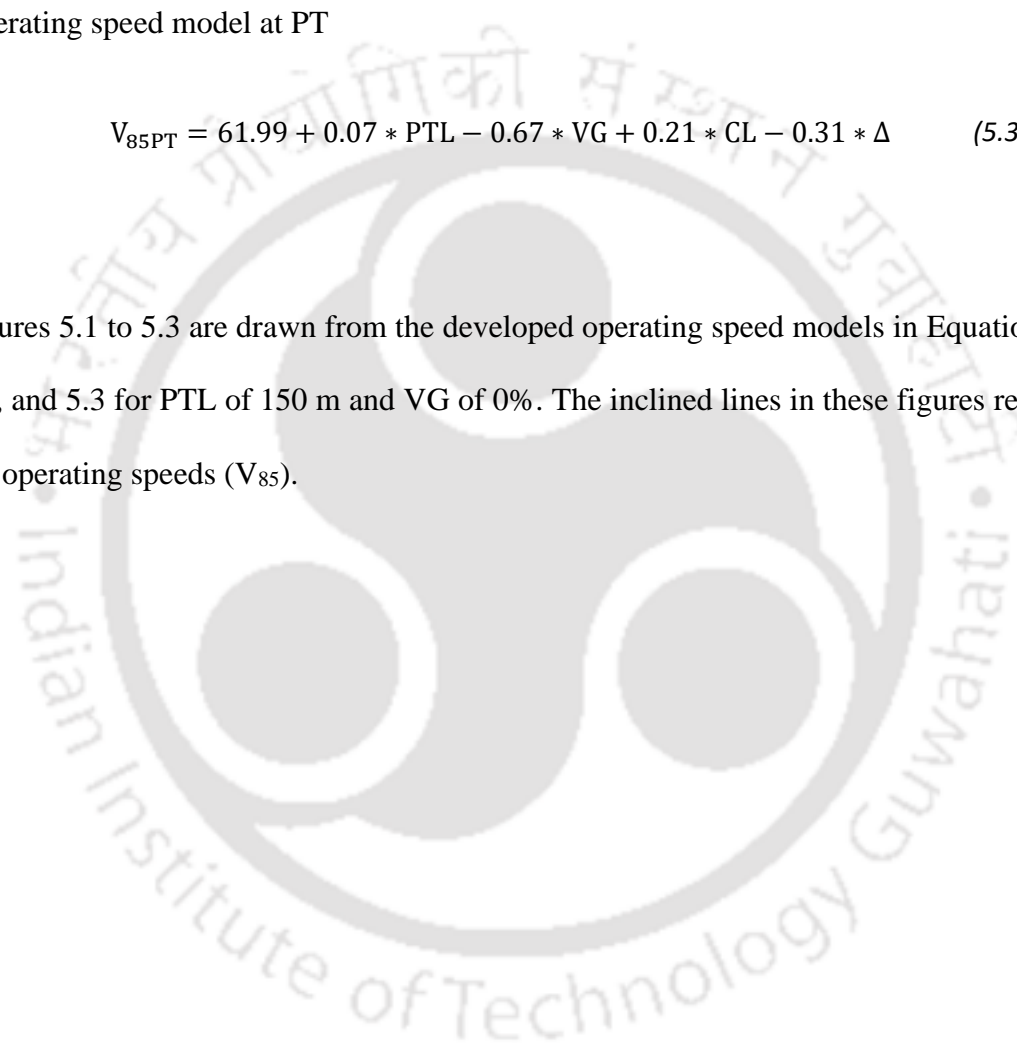 erating speed model at PT
V₈₅PT = 61.99 + 0.07 * PTL − 0.67 * VG + 0.21 * CL − 0.31 * Δ (5.3
ures 5.1 to 5.3 are drawn from the developed operating speed models in Equatio
, and 5.3 for PTL of 150 m and VG of 0%. The inclined lines in these figures re
operating speeds (V₈₅).
भारतीय प्रौद्योगिकी संस्थान गुवाहाटी
Indian Institute of Technology Guwahati